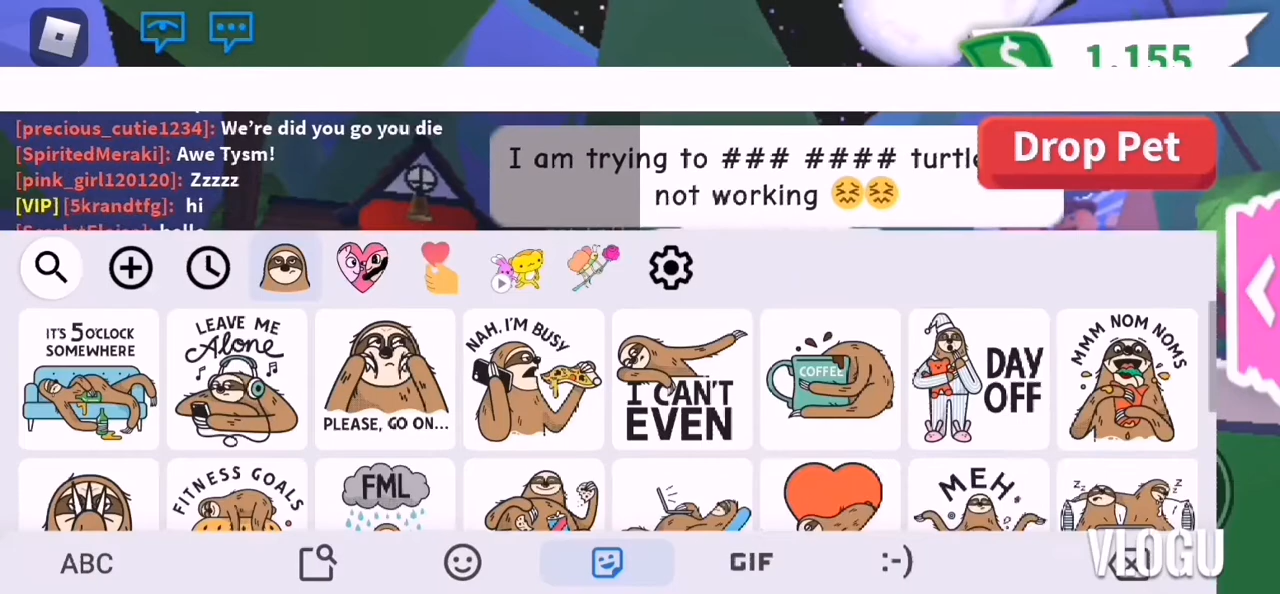 1,155
[precious_cutie1234]: We're did you go you die
[SpiritedMeraki]: Awe Tysm!
[pink_girl120120]: Zzzzz
[VIP] [5krandtfg]: hi
I am trying to ### #### turtle
not working 😖😖
Drop Pet
IT'S 5 O'CLOCK
SOMEWHERE
LEAVE ME
Alone
PLEASE, GO ON...
NAH, I'M BUSY
I CAN'T
EVEN
COFFEE
DAY
OFF
MMM NOM NOMS
FITNESS GOALS
FML
MEH.
z z
z z
ABC
GIF
:-)
VLOGU